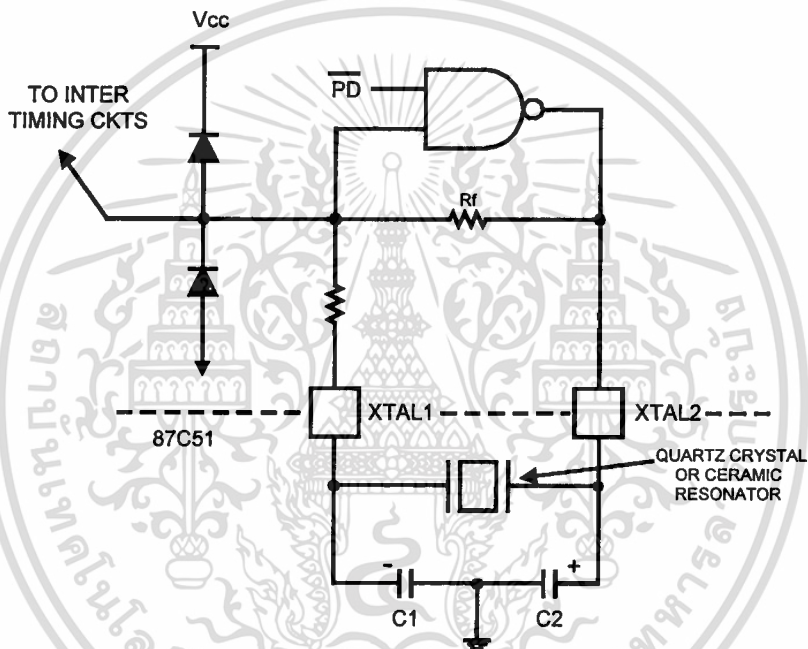 Vcc
TO INTER
TIMING CKTS
PD
Rf
XTAL1
XTAL2
87C51
QUARTZ CRYSTAL
OR CERAMIC
RESONATOR
-
+
C1
C2